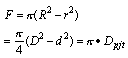 F = π(R² - r²)
= π/4 (D² - d²) = π • D_pjt